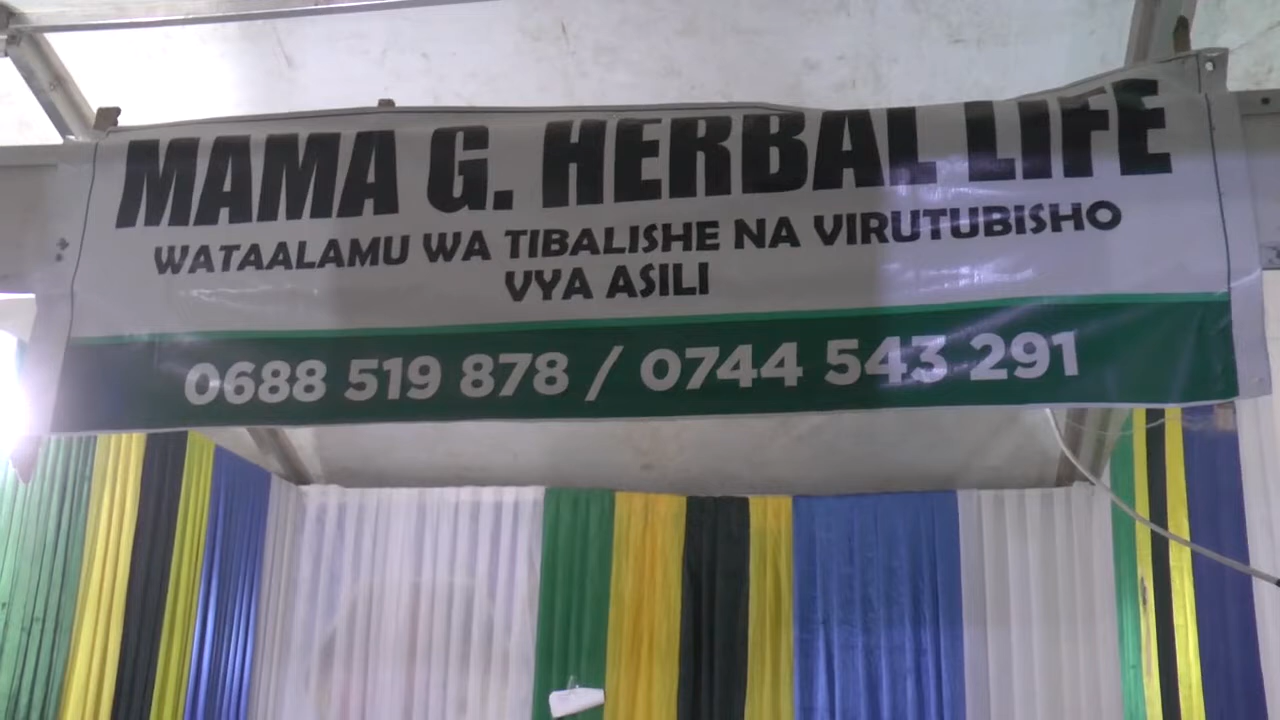 MAMA G. HERBAL LIFE
WATAALAMU WA TIBALISHE NA VIRUTUBISHO
VYA ASILI
0688 519 878 / 0744 543 291